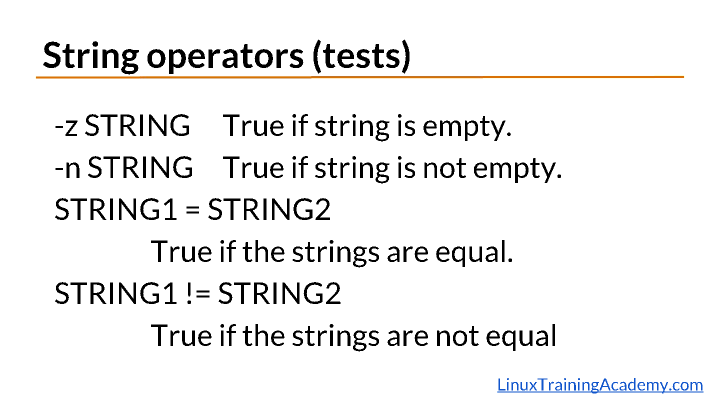 String operators (tests)
-z STRING True if string is empty.
-n STRING True if string is not empty.
STRING1 = STRING2
True if the strings are equal.
STRING1 != STRING2
True if the strings are not equal
LinuxTrainingAcademy.com